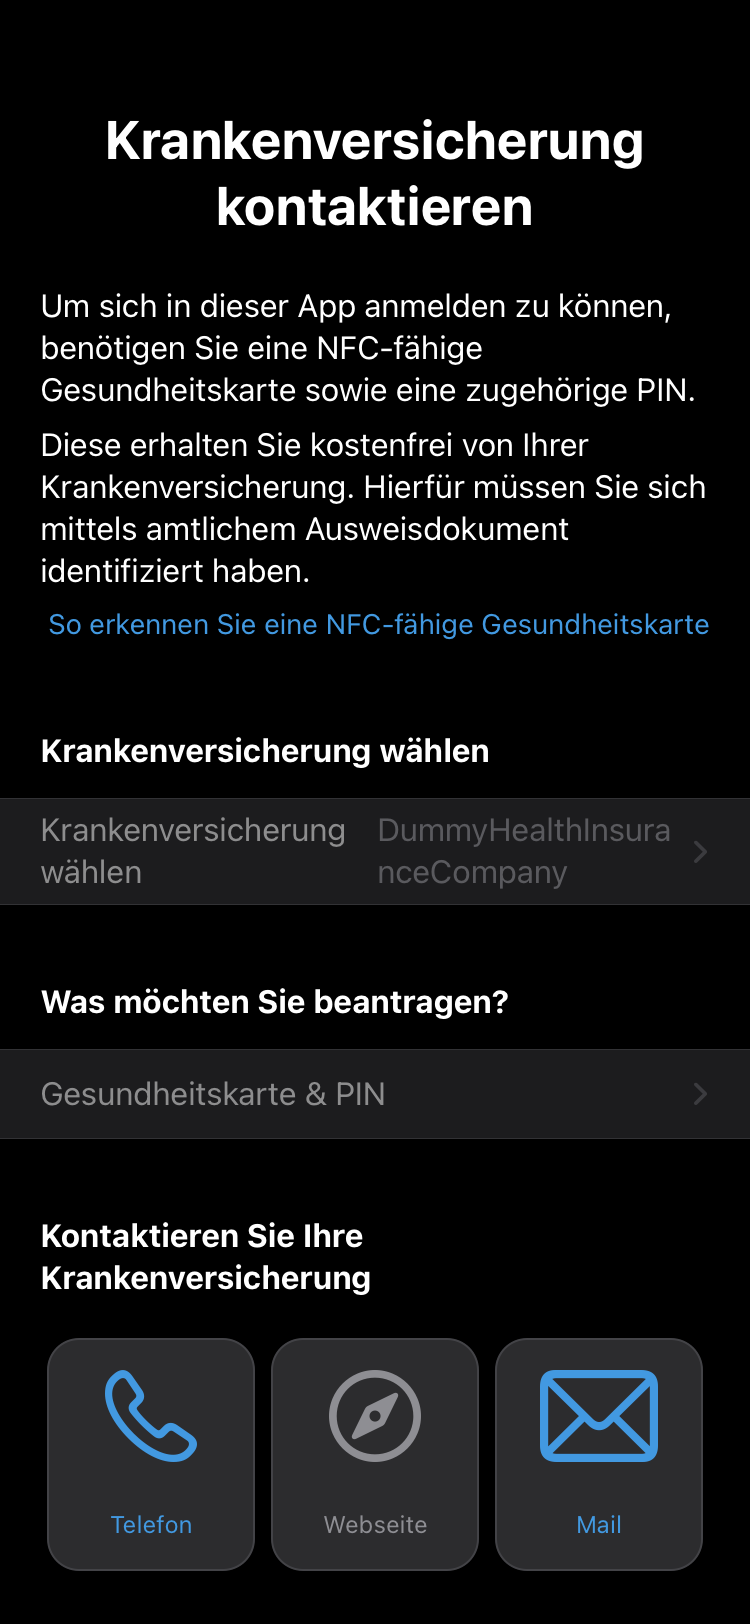 Krankenversicherung
kontaktieren
Um sich in dieser App anmelden zu können,
benötigen Sie eine NFC-fähige
Gesundheitskarte sowie eine zugehörige PIN.
Diese erhalten Sie kostenfrei von Ihrer
Krankenversicherung. Hierfür müssen Sie sich
mittels amtlichem Ausweisdokument
identifiziert haben.
So erkennen Sie eine NFC-fähige Gesundheitskarte
Krankenversicherung wählen
Krankenversicherung
wählen
DummyHealthInsura
nceCompany
Was möchten Sie beantragen?
Gesundheitskarte & PIN
Kontaktieren Sie Ihre
Krankenversicherung
Telefon
Webseite
Mail